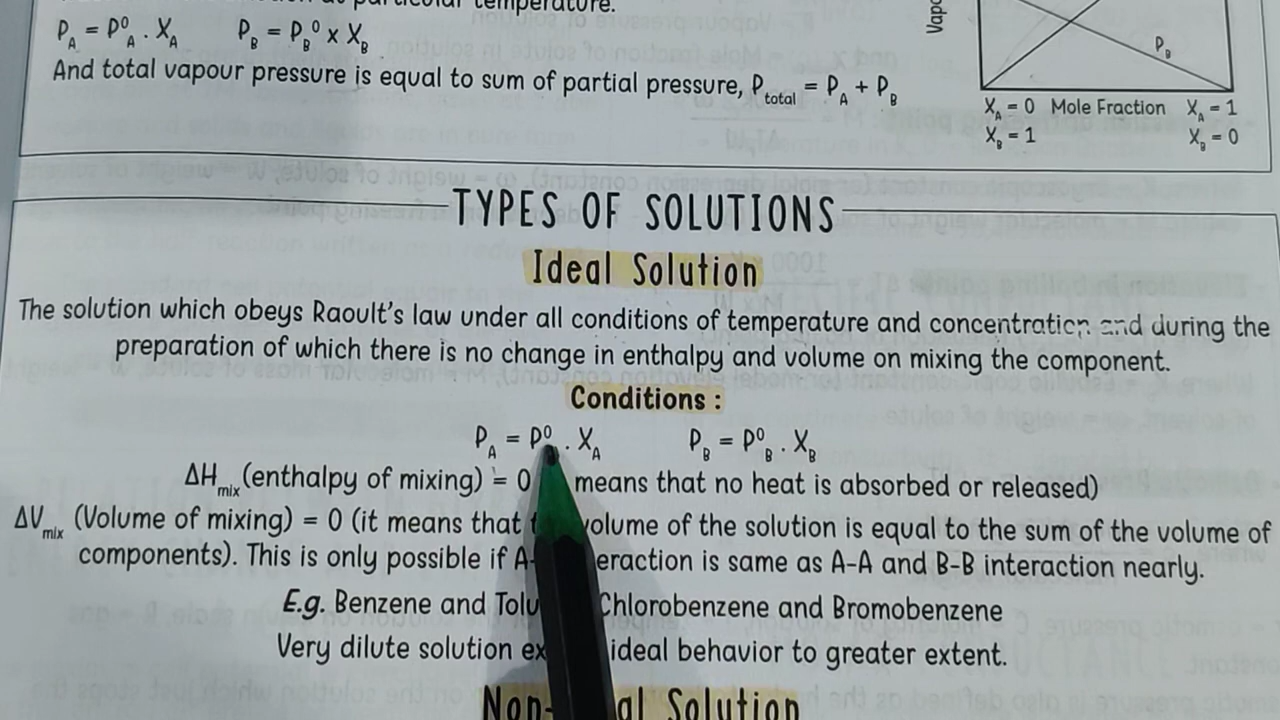 temperature.
P_A = P⁰_A . X_A P_B = P_B⁰ x X_B
And total vapour pressure is equal to sum of partial pressure, P_total = P_A + P_B
P_B
X_A = 0 Mole Fraction X_A = 1
X_B = 1 X_B = 0
TYPES OF SOLUTIONS
Ideal Solution
The solution which obeys Raoult's law under all conditions of temperature and concentration and during the
preparation of which there is no change in enthalpy and volume on mixing the component.
Conditions :
P_A = P⁰ . X_A P_B = P⁰_B . X_B
ΔH_mix (enthalpy of mixing) = 0 means that no heat is absorbed or released)
ΔV_mix (Volume of mixing) = 0 (it means that volume of the solution is equal to the sum of the volume of
components). This is only possible if is same as A-A and B-B interaction nearly.
E.g. Benzene and Chlorobenzene and Bromobenzene
Very dilute solution ideal behavior to greater extent.
Solution